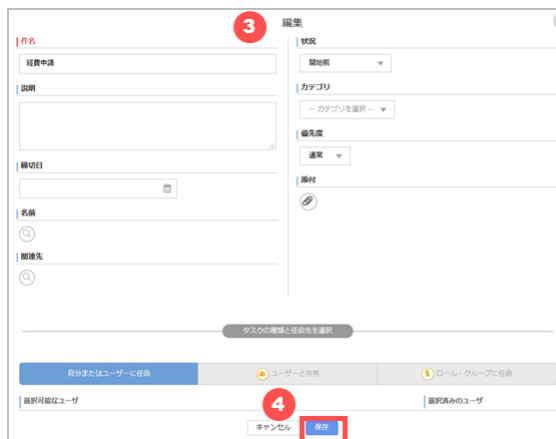 3
編集
件名
経費申請
説明
締切日
名前
関連先
状況
開始前
カテゴリ
-- カテゴリを選択 --
優先度
通常
添付
タスクの種類と任命先を選択
自分またはユーザーに任命
ユーザーと共有
ロール・グループに任命
選択可能なユーザ
選択済みのユーザ
4
キャンセル
保存